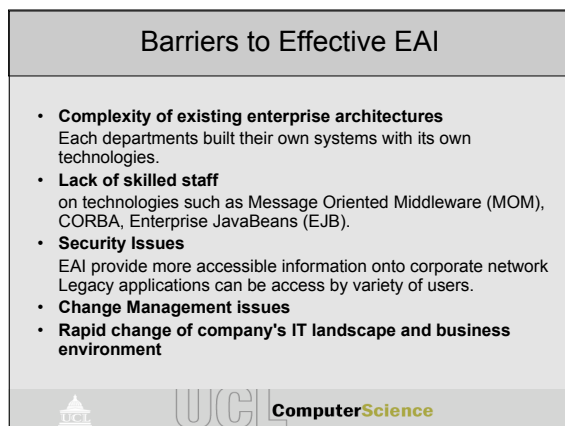 Barriers to Effective EAI
• Complexity of existing enterprise architectures
Each departments built their own systems with its own
technologies.
• Lack of skilled staff
on technologies such as Message Oriented Middleware (MOM),
CORBA, Enterprise JavaBeans (EJB).
• Security Issues
EAI provide more accessible information onto corporate network
Legacy applications can be access by variety of users.
• Change Management issues
• Rapid change of company's IT landscape and business
environment
UCL
UCL ComputerScience